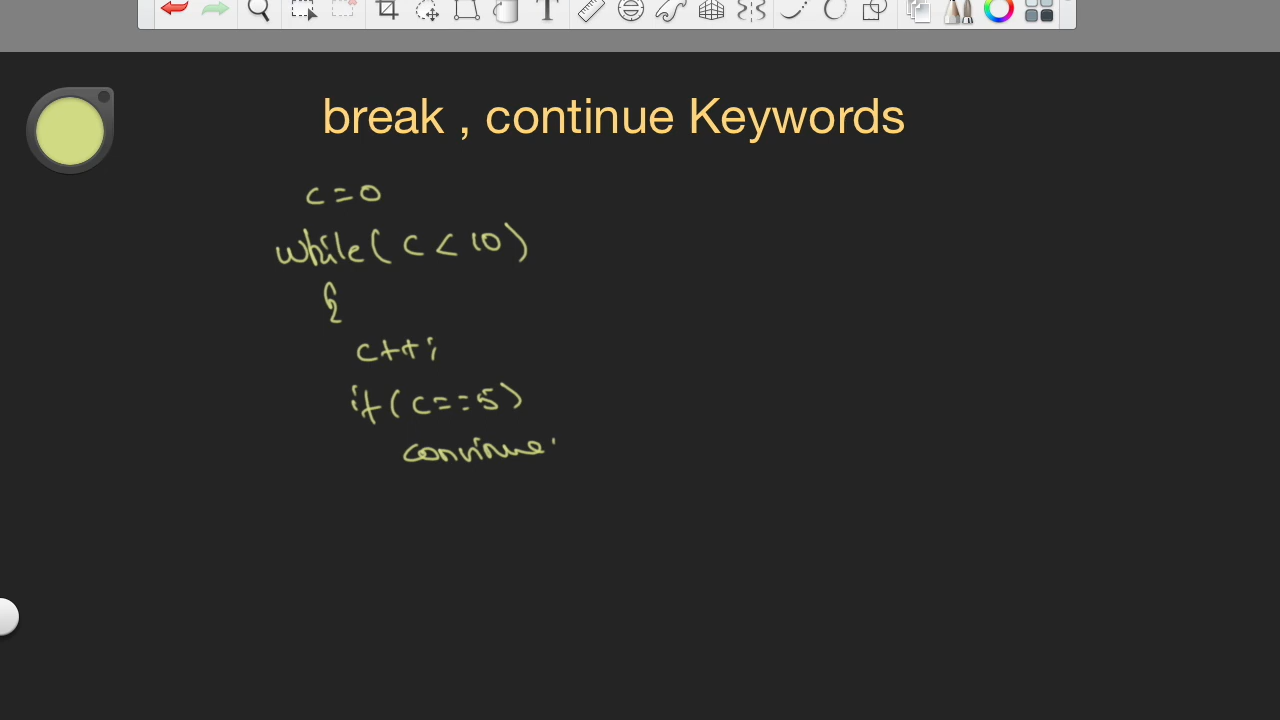 break , continue Keywords
c=0
while( c < 10 )
{
c++;
if( c==5)
continue